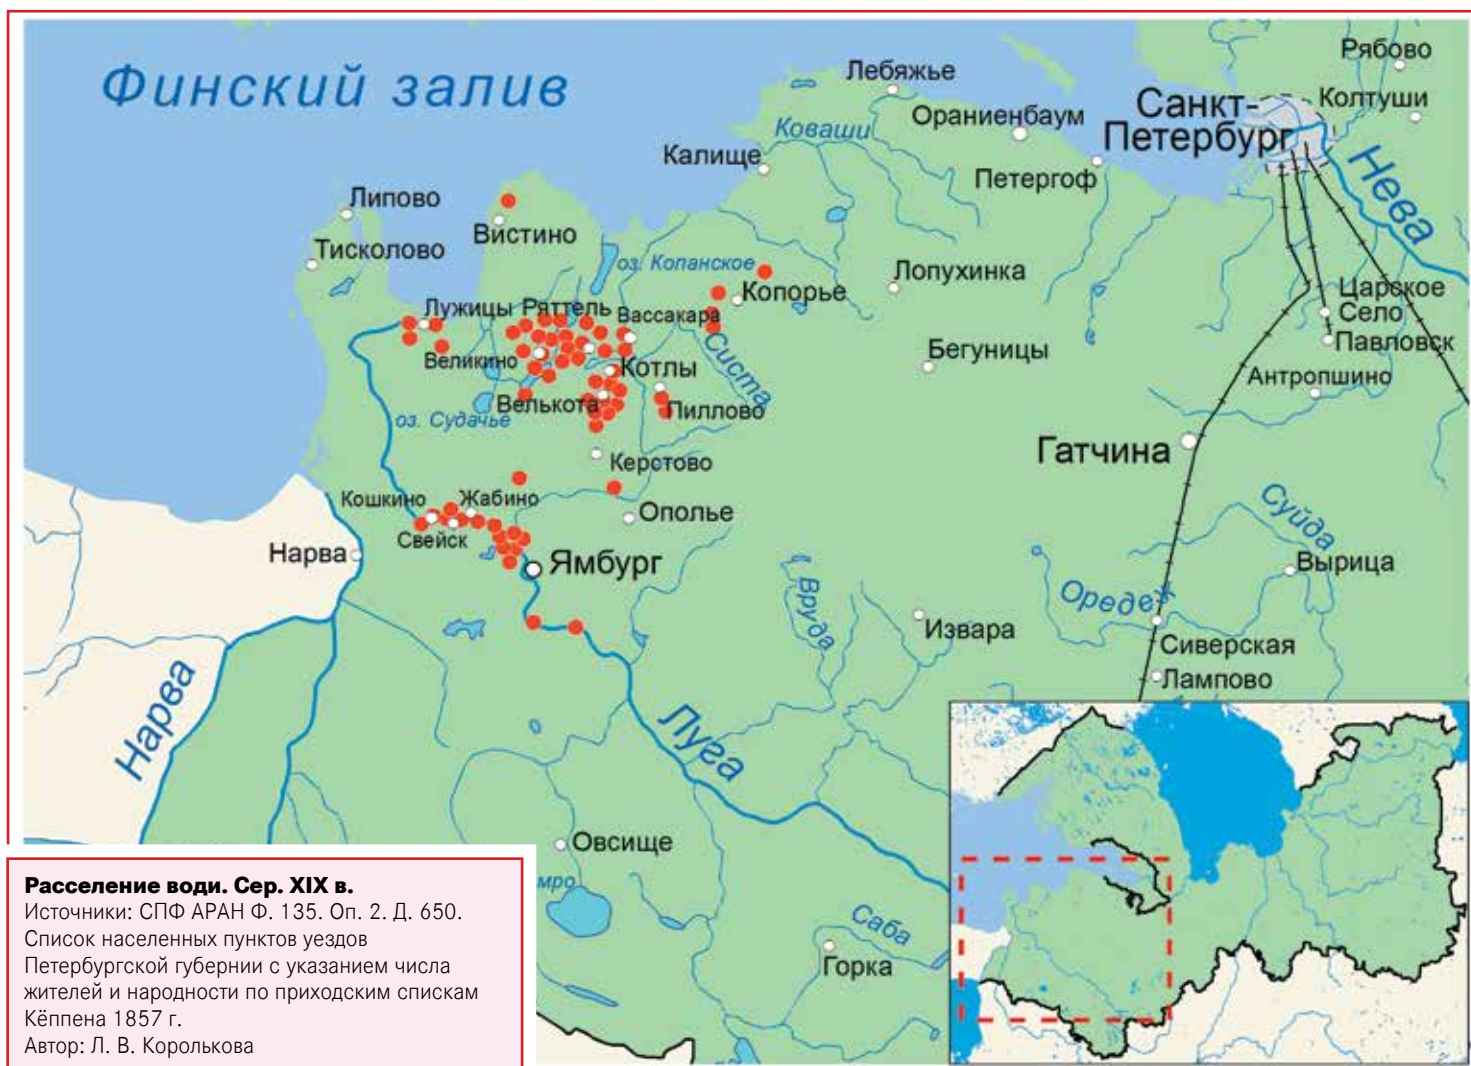 Финский залив
Рябово
Лебяжье
Санкт-
Петербург
Колтуши
Ораниенбаум
Коваши
Калище
Петергоф
Нева
Липово
Вистино
Тисколово
оз. Копанское
Лопухинка
Копорье
Царское
Село
Лужицы
Ряттель
Вассакара
Павловск
Систа
Бегуницы
Великино
Котлы
Антропшино
Велькота
Пиллово
оз. Судачье
Гатчина
Керстово
Кошкино
Жабино
Суйда
Свейск
Ополье
Нарва
Ямбург
Вырица
Вруда
Оредеж
Извара
Сиверская
Лампово
Нарва
Луга
Овсище
мро
Саба
Горка
Расселение води. Сер. XIX в.
Источники: СПФ АРАН Ф. 135. Оп. 2. Д. 650.
Список населенных пунктов уездов
Петербургской губернии с указанием числа
жителей и народности по приходским спискам
Кёппена 1857 г.
Автор: Л. В. Королькова